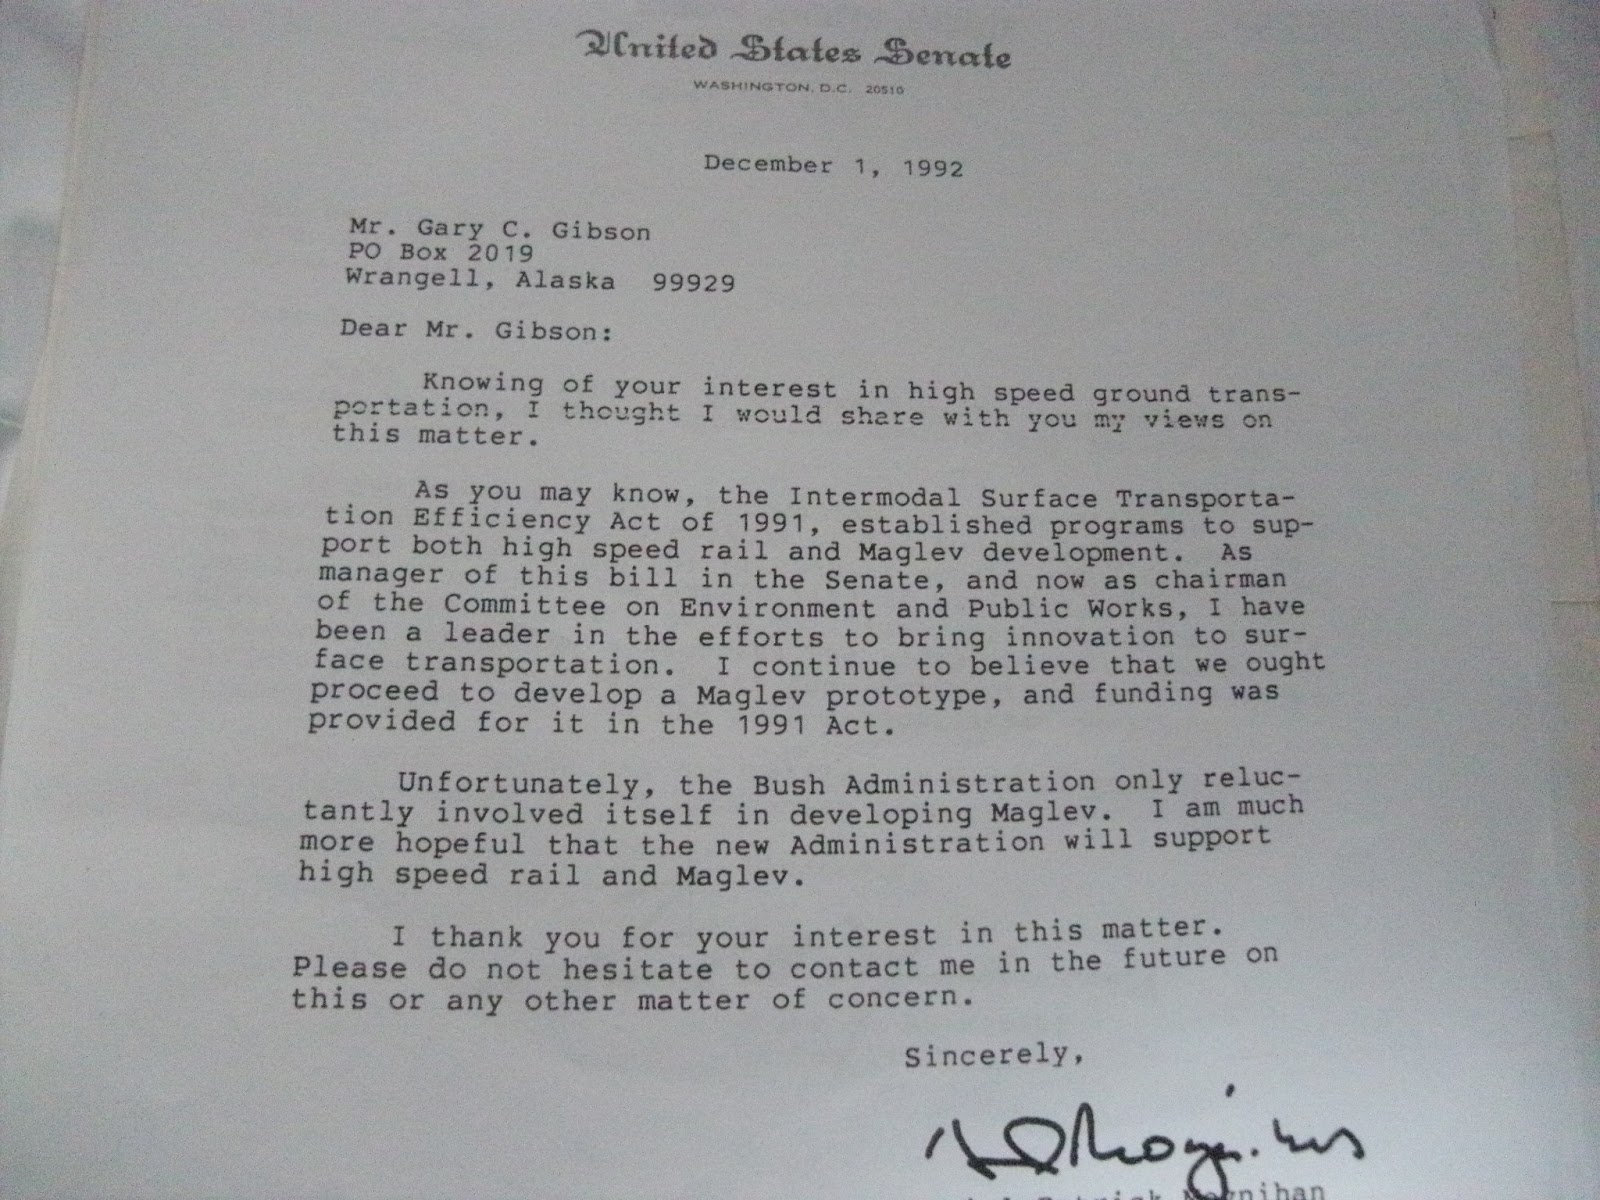 United States Senate
WASHINGTON, D.C. 20510
December 1, 1992
Mr. Gary C. Gibson
PO Box 2019
Wrangell, Alaska 99929
Dear Mr. Gibson:
Knowing of your interest in high speed ground trans-
portation, I thought I would share with you my views on
this matter.
As you may know, the Intermodal Surface Transporta-
tion Efficiency Act of 1991, established programs to sup-
port both high speed rail and Maglev development. As
manager of this bill in the Senate, and now as chairman
of the Committee on Environment and Public Works, I have
been a leader in the efforts to bring innovation to sur-
face transportation. I continue to believe that we ought
proceed to develop a Maglev prototype, and funding was
provided for it in the 1991 Act.
Unfortunately, the Bush Administration only reluc-
tantly involved itself in developing Maglev. I am much
more hopeful that the new Administration will support
high speed rail and Maglev.
I thank you for your interest in this matter.
Please do not hesitate to contact me in the future on
this or any other matter of concern.
Sincerely,
Patrick Moynihan